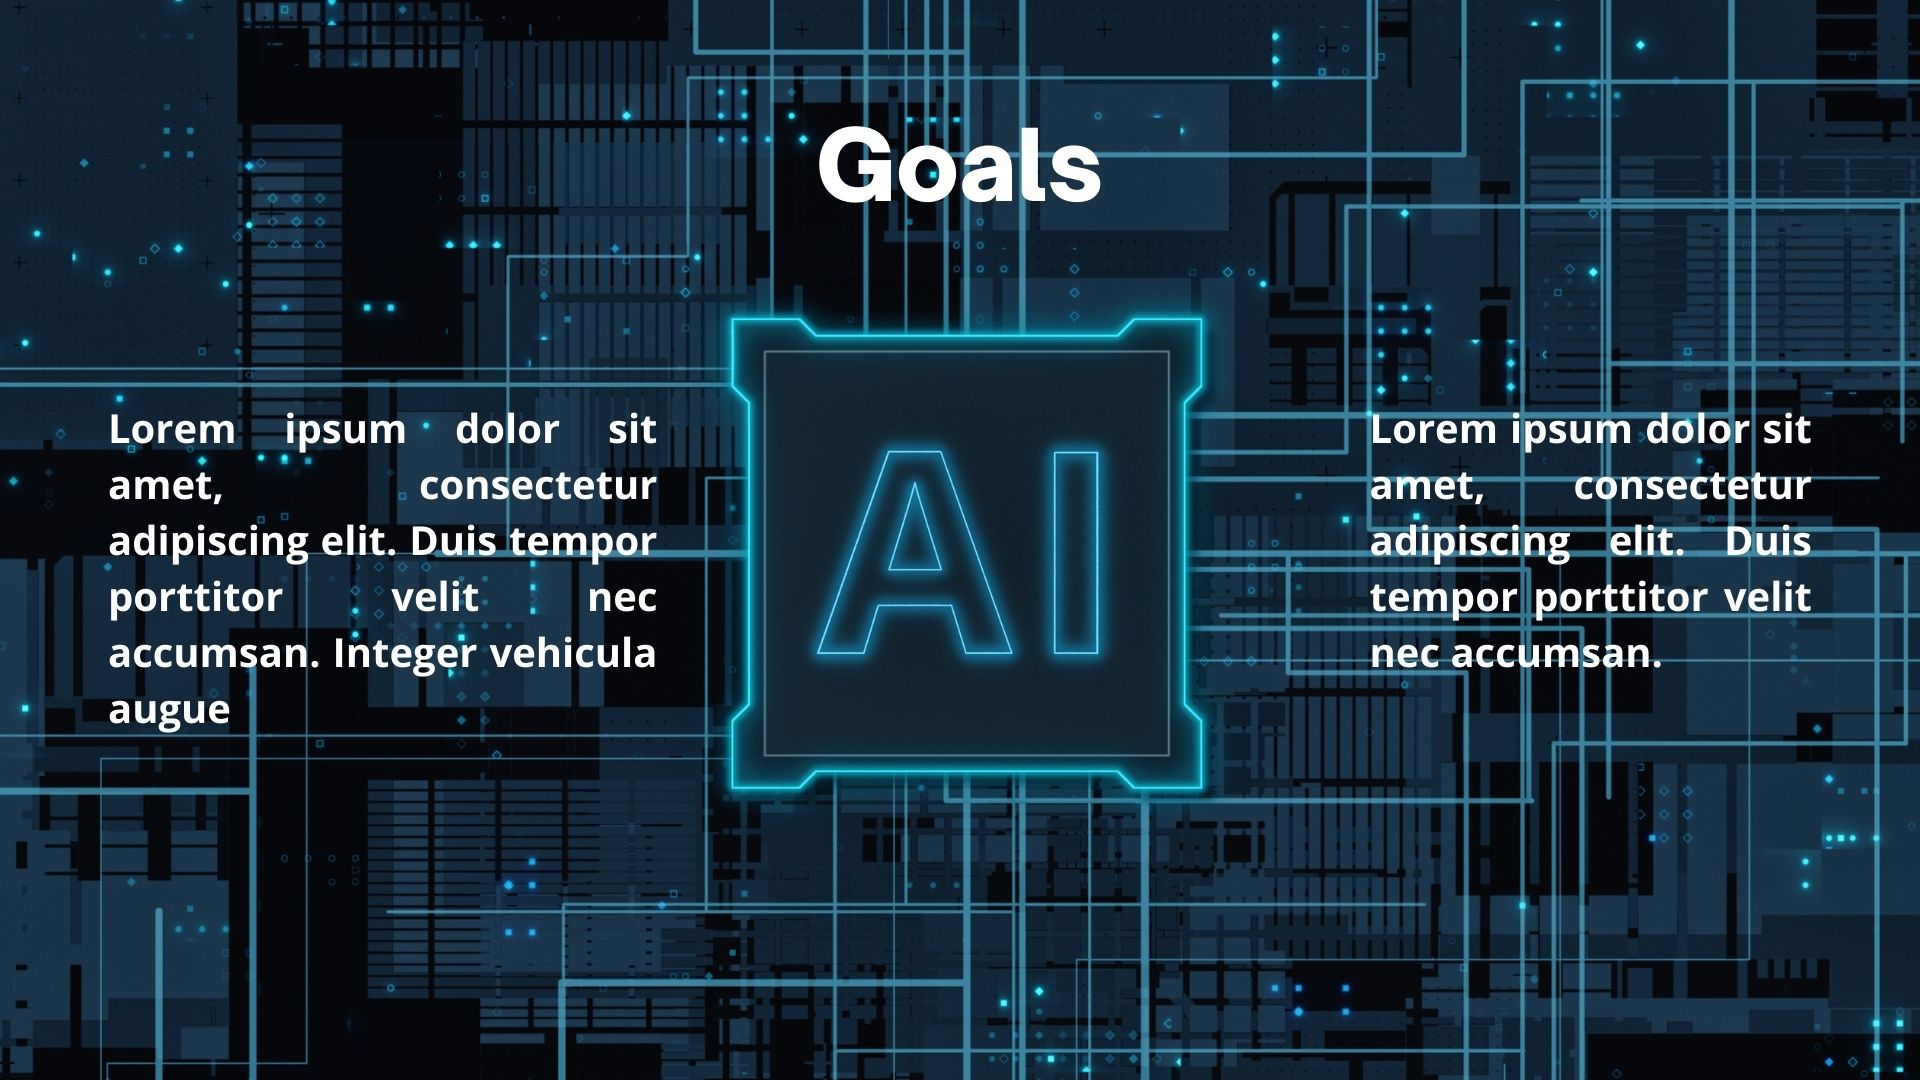 Goals
Lorem ipsum dolor sit
amet, consectetur
adipiscing elit. Duis tempor
porttitor velit nec
accumsan. Integer vehicula
augue
AI
Lorem ipsum dolor sit
amet, consectetur
adipiscing elit. Duis
tempor porttitor velit
nec accumsan.